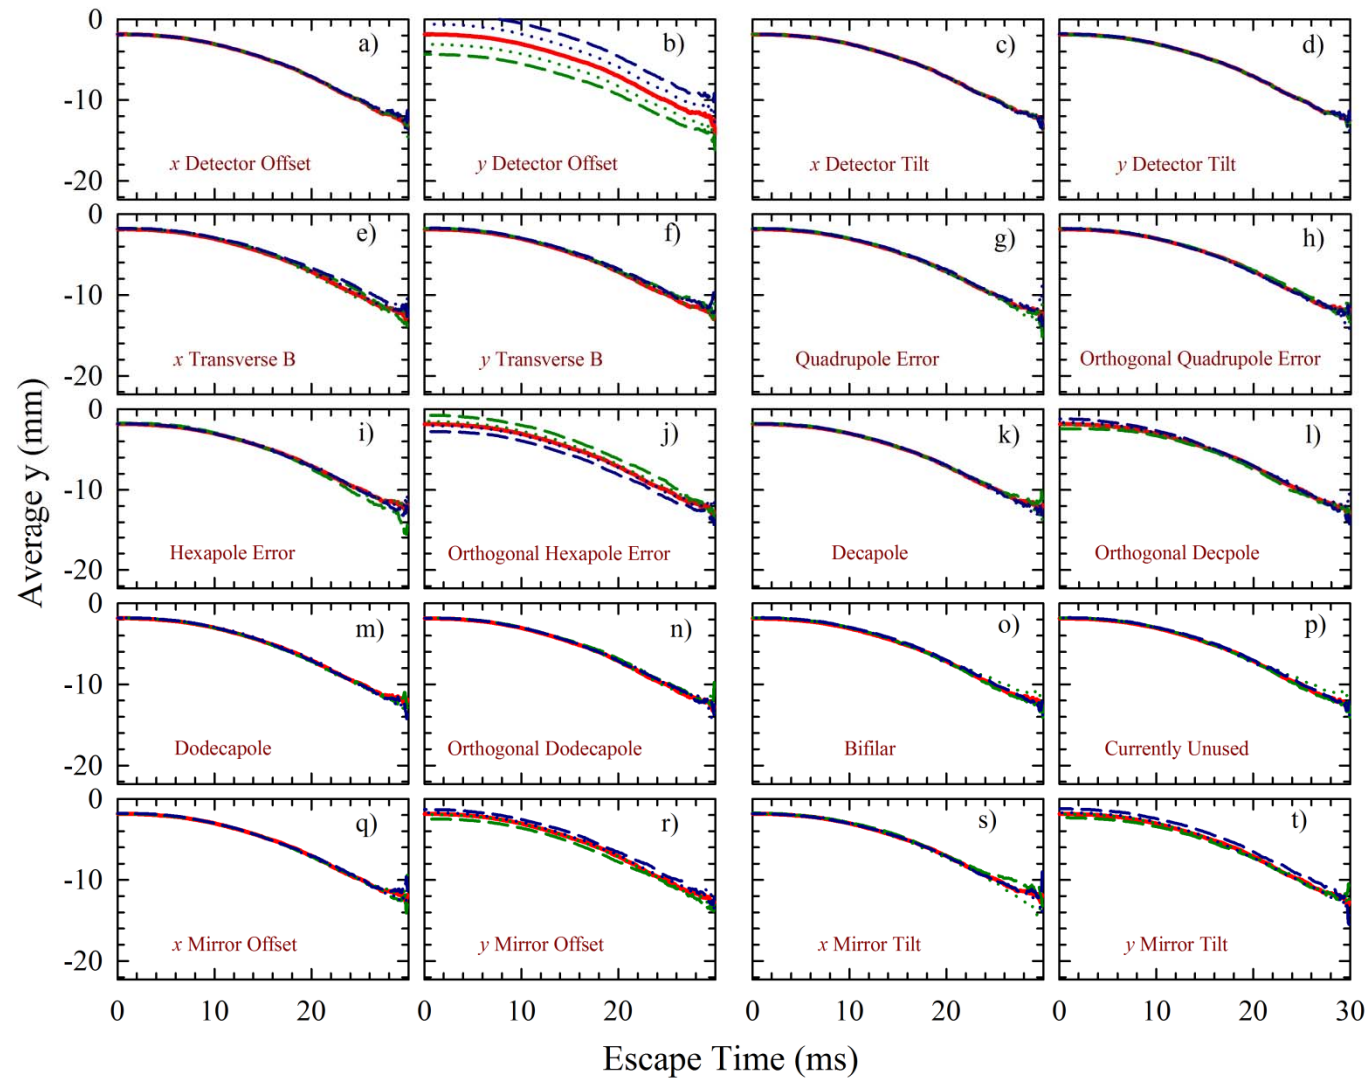 0
a)
b)
c)
d)
-10
-20
x Detector Offset
y Detector Offset
x Detector Tilt
y Detector Tilt
0
e)
f)
g)
h)
-10
-20
x Transverse B
y Transverse B
Quadrupole Error
Orthogonal Quadrupole Error
Average y (mm)
0
i)
j)
k)
l)
-10
-20
Hexapole Error
Orthogonal Hexapole Error
Decapole
Orthogonal Decpole
0
m)
n)
o)
p)
-10
-20
Dodecapole
Orthogonal Dodecapole
Bifilar
Currently Unused
0
q)
r)
s)
t)
-10
-20
x Mirror Offset
y Mirror Offset
x Mirror Tilt
y Mirror Tilt
0 10 20 0 10 20 0 10 20 0 10 20 30
Escape Time (ms)